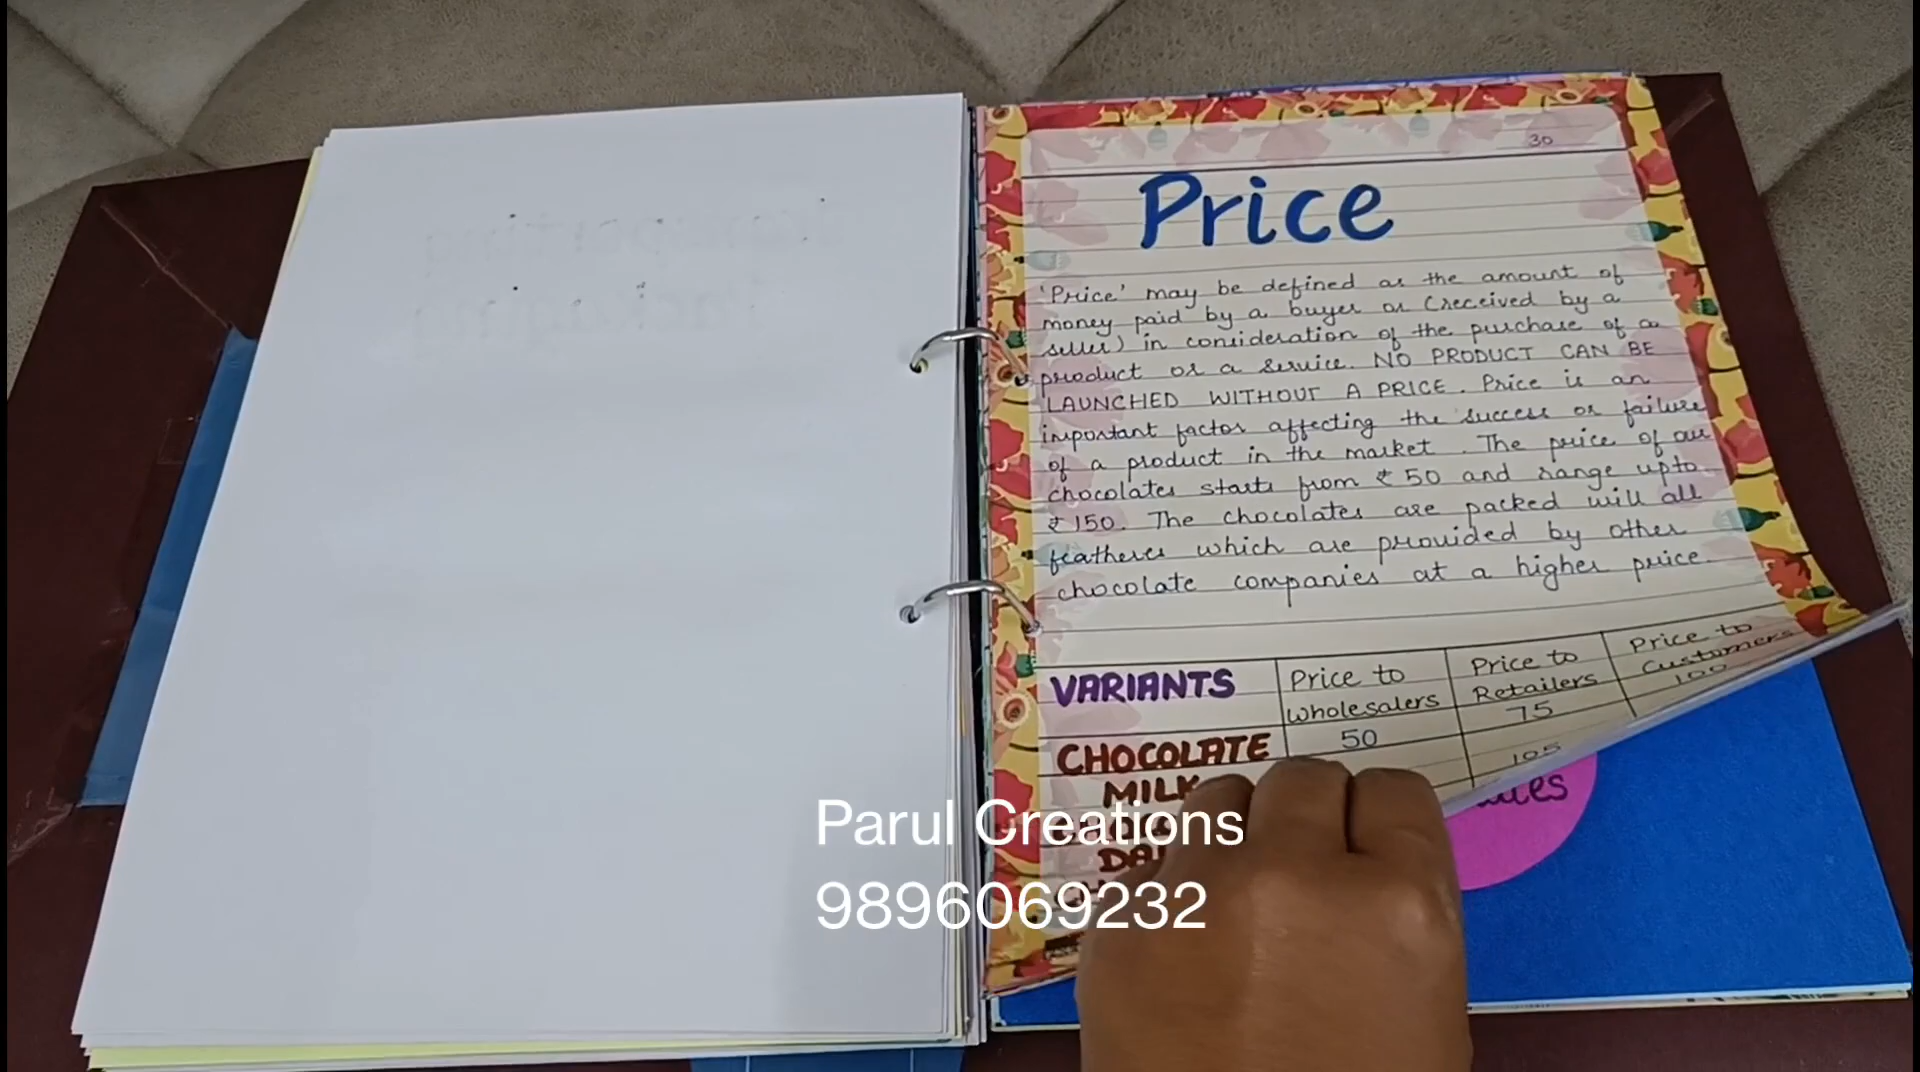 30
Price
'Price' may be defined as the amount of
money paid by a buyer or (received by a
seller) in consideration of the purchase of a
product or a service. NO PRODUCT CAN BE
LAUNCHED WITHOUT A PRICE. Price is an
important factor affecting the success or failure
of a product in the market. The price of our
chocolates starts from ₹ 50 and range upto
₹ 150. The chocolates are packed will all
featheres which are provided by other
chocolate companies at a higher price.
VARIANTS Price to Wholesalers Price to Retailers Price to Customers
CHOCOLATE 50 75 100
MILK 105
Parul Creations
9896069232